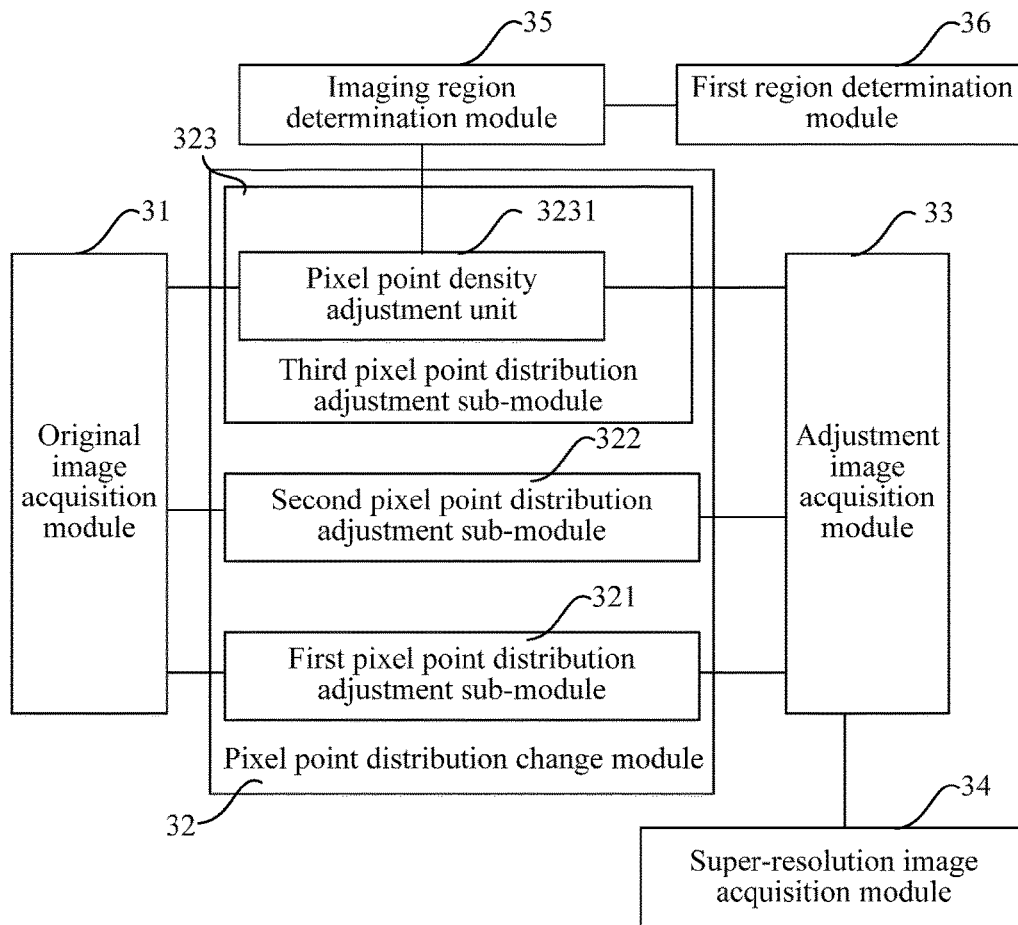 35
36
Imaging region
determination module
First region determination
module
323
31
3231
33
Pixel point density
adjustment unit
Third pixel point distribution
adjustment sub-module
Original
image
acquisition
module
322
Adjustment
image
acquisition
module
Second pixel point distribution
adjustment sub-module
321
First pixel point distribution
adjustment sub-module
Pixel point distribution change module
32
34
Super-resolution image
acquisition module